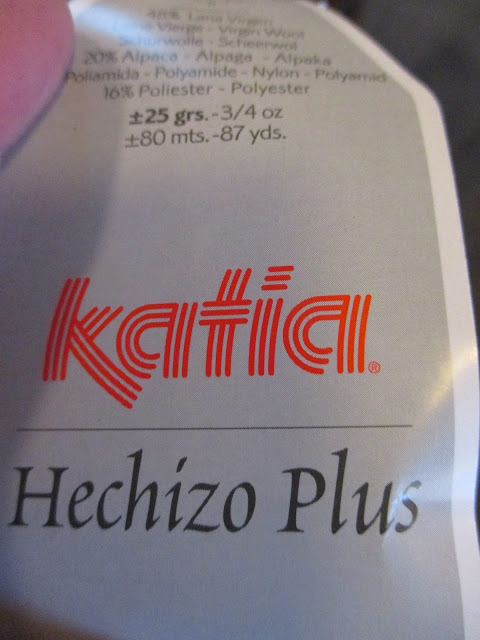 48% Lana Virgen
Vierge - Virgin Wool
Schurwolle - Scheerwol
20% Alpaca - Alpaga - Alpaka
Poliamida - Polyamide - Nylon - Polyamid
16% Poliester - Polyester
±25 grs.-3/4 oz
±80 mts.-87 yds.
katia®
Hechizo Plus